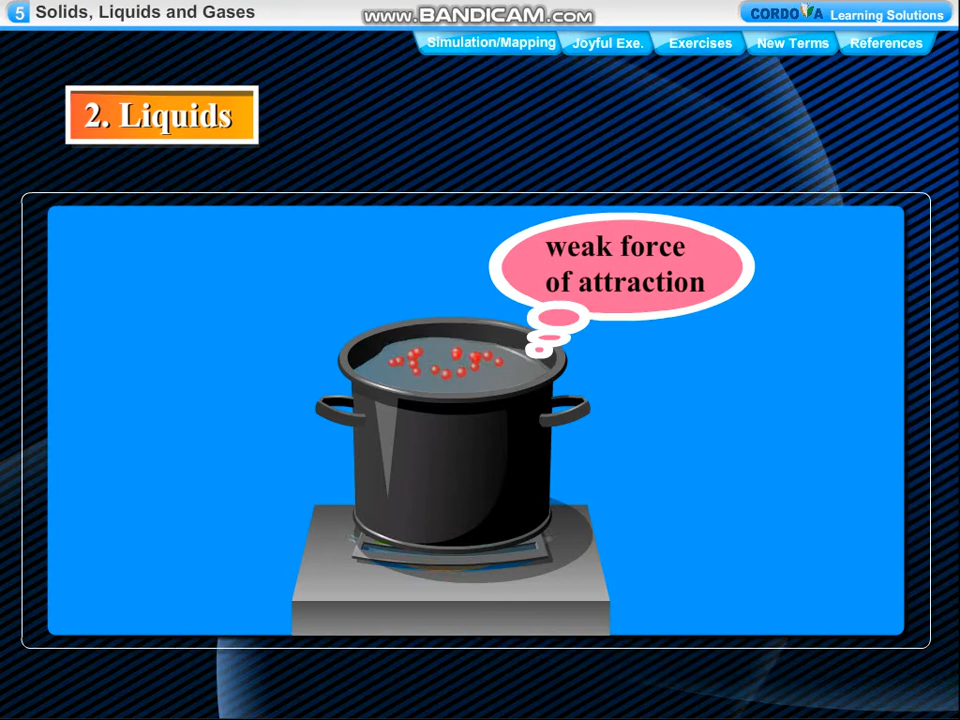 5 Solids, Liquids and Gases
www.BANDICAM.com
CORDOVA Learning Solutions
Simulation/Mapping
Joyful Exe.
Exercises
New Terms
References
2. Liquids
weak force
of attraction